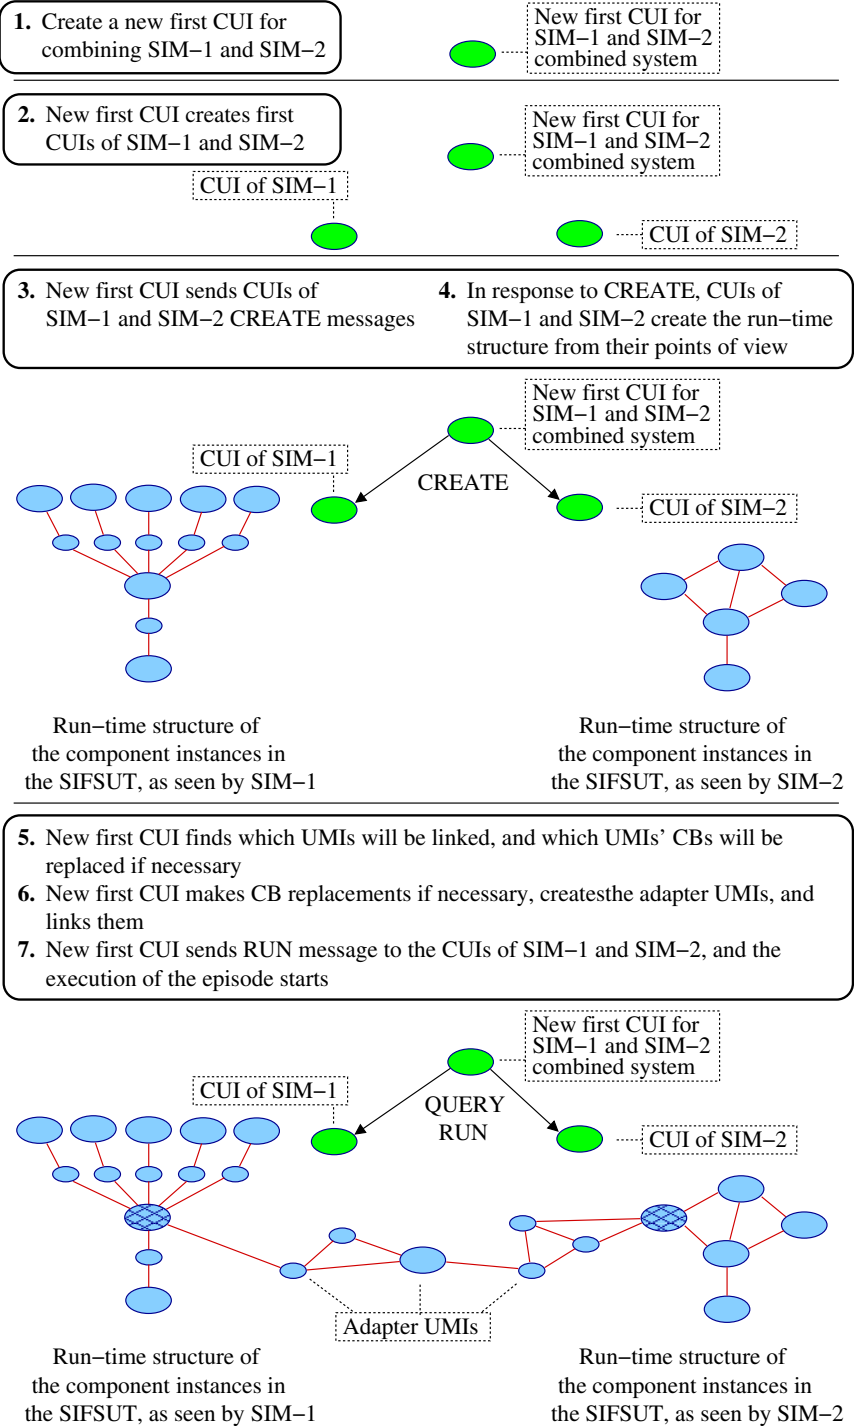 1. Create a new first CUI for
combining SIM−1 and SIM−2
New first CUI for
SIM−1 and SIM−2
combined system
2. New first CUI creates first
CUIs of SIM−1 and SIM−2
New first CUI for
SIM−1 and SIM−2
combined system
CUI of SIM−1
CUI of SIM−2
3. New first CUI sends CUIs of
SIM−1 and SIM−2 CREATE messages
4. In response to CREATE, CUIs of
SIM−1 and SIM−2 create the run−time
structure from their points of view
New first CUI for
SIM−1 and SIM−2
combined system
CUI of SIM−1
CREATE
CUI of SIM−2
Run−time structure of
the component instances in
the SIFSUT, as seen by SIM−1
Run−time structure of
the component instances in
the SIFSUT, as seen by SIM−2
5. New first CUI finds which UMIs will be linked, and which UMIs’ CBs will be
replaced if necessary
6. New first CUI makes CB replacements if necessary, createsthe adapter UMIs, and
links them
7. New first CUI sends RUN message to the CUIs of SIM−1 and SIM−2, and the
execution of the episode starts
New first CUI for
SIM−1 and SIM−2
combined system
CUI of SIM−1
QUERY
RUN
CUI of SIM−2
Adapter UMIs
Run−time structure of
the component instances in
the SIFSUT, as seen by SIM−1
Run−time structure of
the component instances in
the SIFSUT, as seen by SIM−2